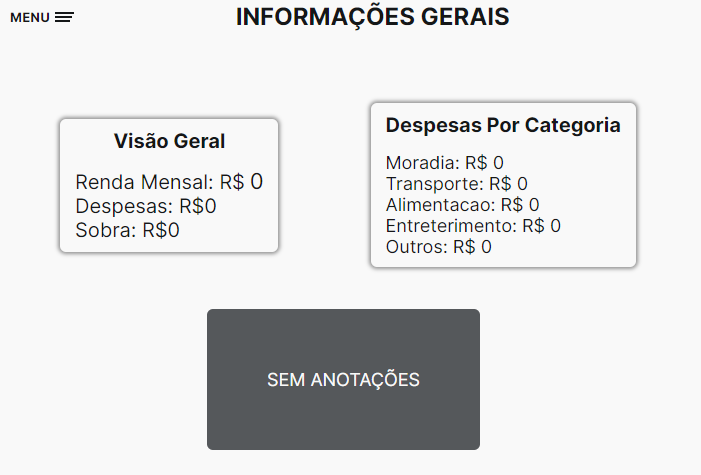 MENU
INFORMAÇÕES GERAIS
Visão Geral
Renda Mensal: R$ 0
Despesas: R$0
Sobra: R$0
Despesas Por Categoria
Moradia: R$ 0
Transporte: R$ 0
Alimentacao: R$ 0
Entreterimento: R$ 0
Outros: R$ 0
SEM ANOTAÇÕES